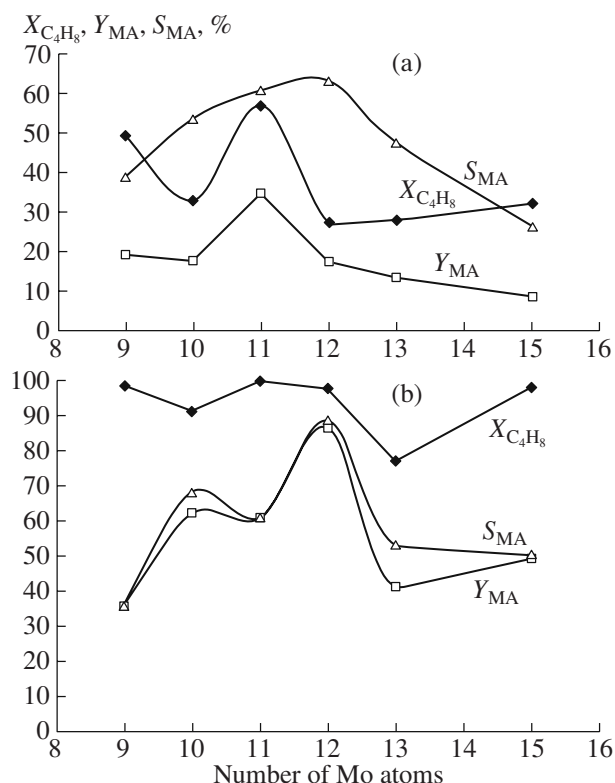 X_C4H8, Y_MA, S_MA, %
(a)
70
60
50
40
30
20
10
0
S_MA
X_C4H8
Y_MA
8 9 10 11 12 13 14 15 16
(b)
100
90
80
70
60
50
40
30
20
10
0
X_C4H8
S_MA
Y_MA
8 9 10 11 12 13 14 15 16
Number of Mo atoms